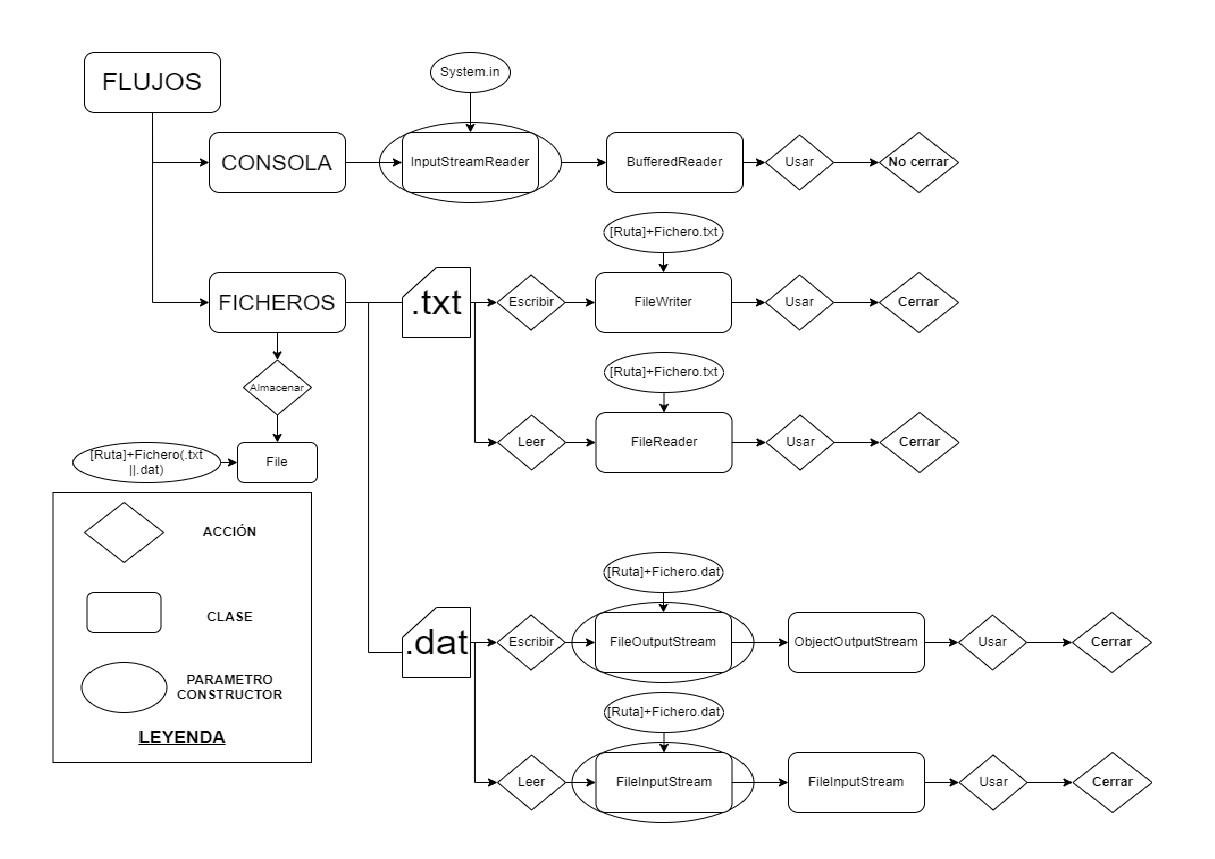 FLUJOS
System.in
CONSOLA
InputStreamReader
BufferedReader
Usar
No cerrar
[Ruta]+Fichero.txt
FICHEROS
.txt
Escribir
FileWriter
Usar
Cerrar
[Ruta]+Fichero.txt
Almacenar
Leer
FileReader
Usar
Cerrar
[Ruta]+Fichero(.txt
||.dat)
File
ACCIÓN
CLASE
PARAMETRO
CONSTRUCTOR
LEYENDA
[Ruta]+Fichero.dat
.dat
Escribir
FileOutputStream
ObjectOutputStream
Usar
Cerrar
[Ruta]+Fichero.dat
Leer
FileInputStream
FileInputStream
Usar
Cerrar